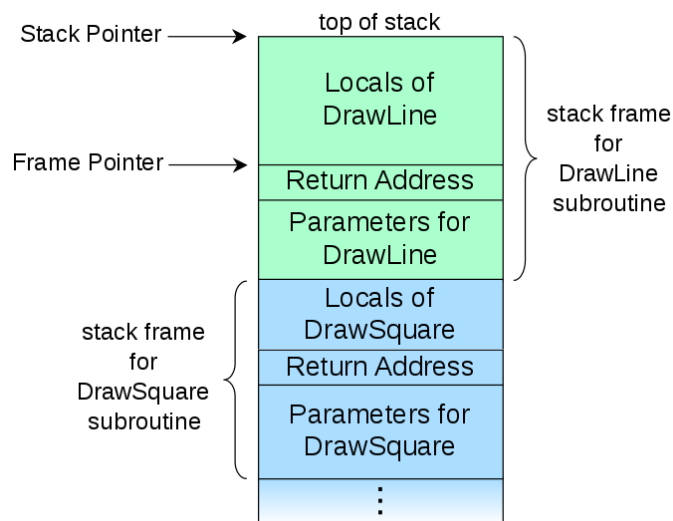 top of stack
Stack Pointer
Locals of
DrawLine
stack frame
for
DrawLine
subroutine
Frame Pointer
Return Address
Parameters for
DrawLine
Locals of
DrawSquare
stack frame
for
DrawSquare
subroutine
Return Address
Parameters for
DrawSquare
⋮